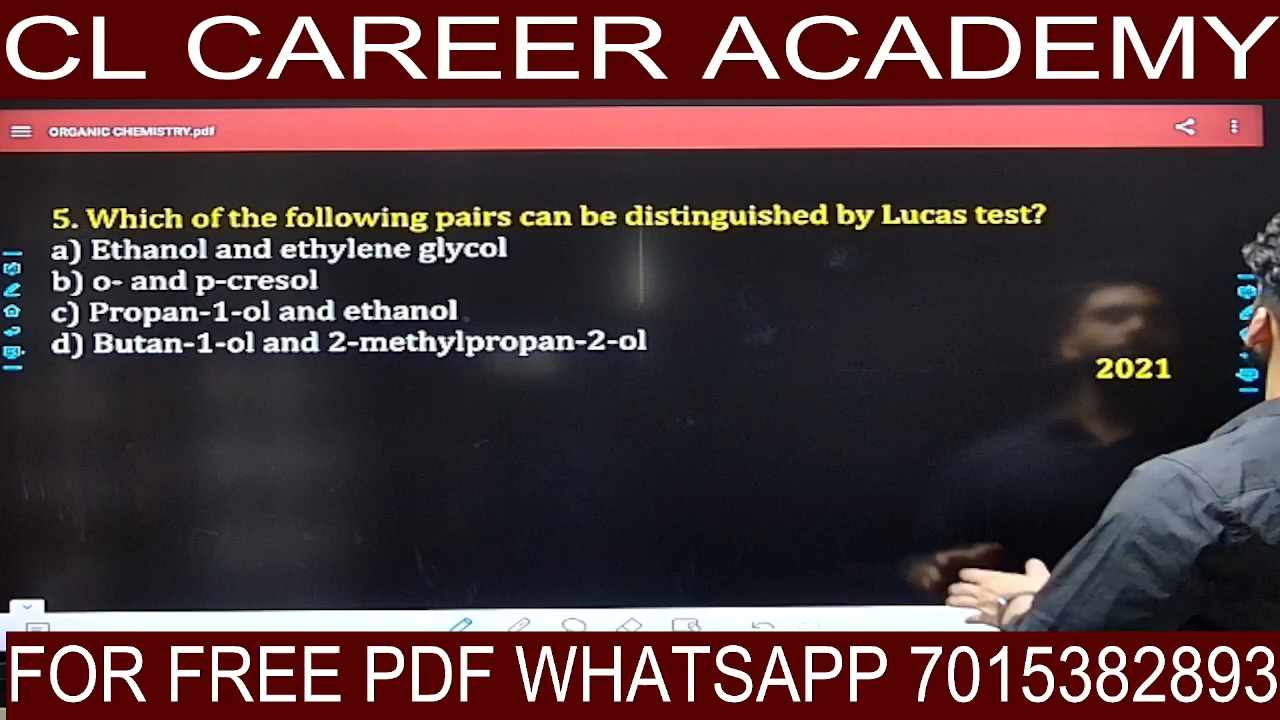 CL CAREER ACADEMY
ORGANIC CHEMISTRY.pdf
5. Which of the following pairs can be distinguished by Lucas test?
a) Ethanol and ethylene glycol
b) o- and p-cresol
c) Propan-1-ol and ethanol
d) Butan-1-ol and 2-methylpropan-2-ol
2021
FOR FREE PDF WHATSAPP 7015382893